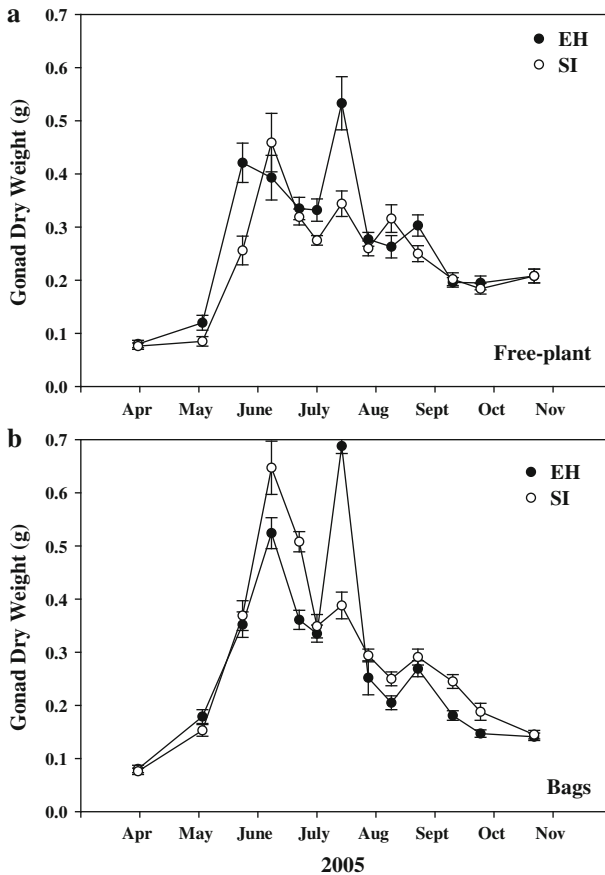 a
0.7
EH
SI
0.6
0.5
0.4
0.3
0.2
0.1
0.0
Gonad Dry Weight (g)
Free-plant
Apr May June July Aug Sept Oct Nov
b
0.7
EH
SI
0.6
0.5
0.4
0.3
0.2
0.1
0.0
Gonad Dry Weight (g)
Bags
Apr May June July Aug Sept Oct Nov
2005